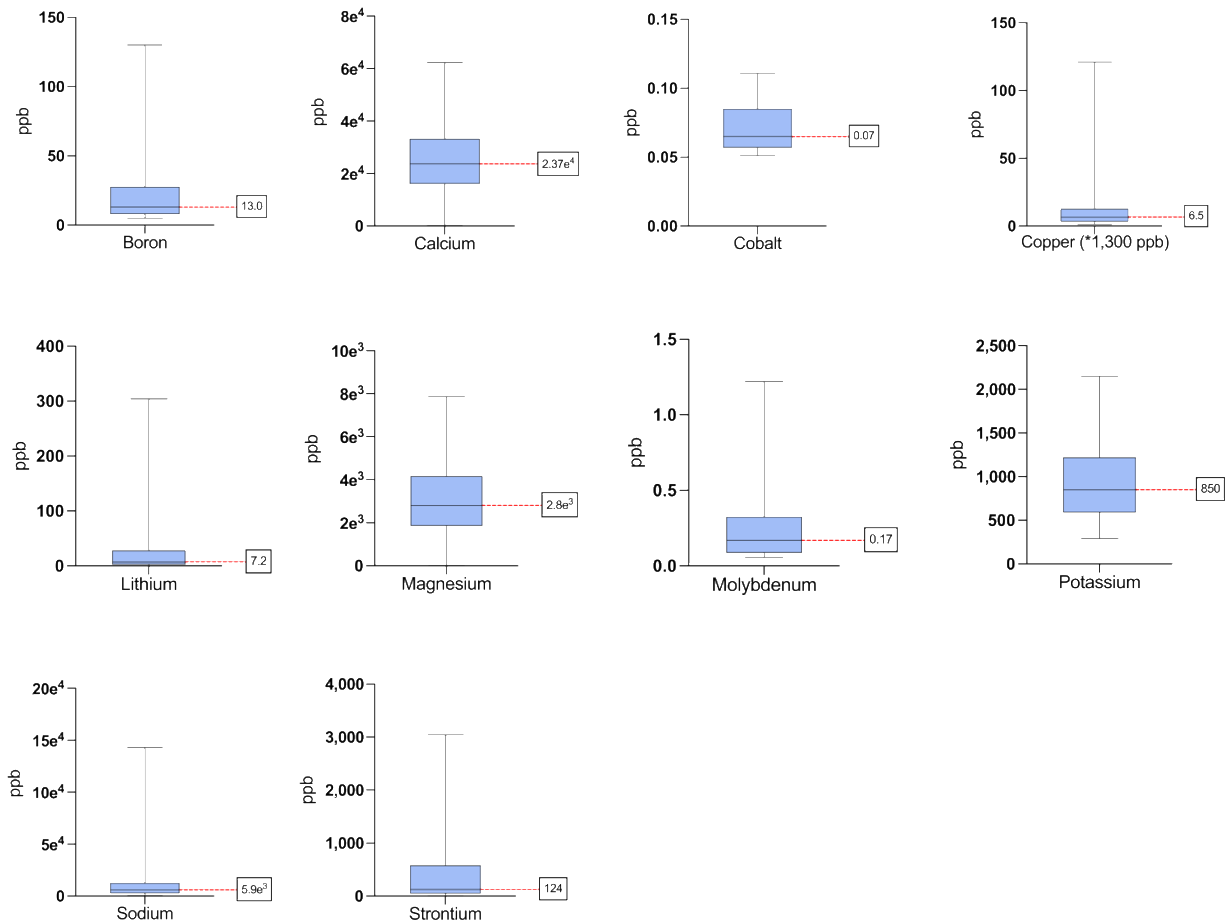 150
100
50
0
ppb
13.0
Boron
8e⁴
6e⁴
4e⁴
2e⁴
0
ppb
2.37e⁴
Calcium
0.15
0.10
0.05
0.00
ppb
0.07
Cobalt
150
100
50
0
ppb
6.5
Copper (*1,300 ppb)
400
300
200
100
0
ppb
7.2
Lithium
10e³
8e³
6e³
4e³
2e³
0
ppb
2.8e³
Magnesium
1.5
1.0
0.5
0.0
ppb
0.17
Molybdenum
2,500
2,000
1,500
1,000
500
0
ppb
850
Potassium
20e⁴
15e⁴
10e⁴
5e⁴
0
ppb
5.9e³
Sodium
4,000
3,000
2,000
1,000
0
ppb
124
Strontium